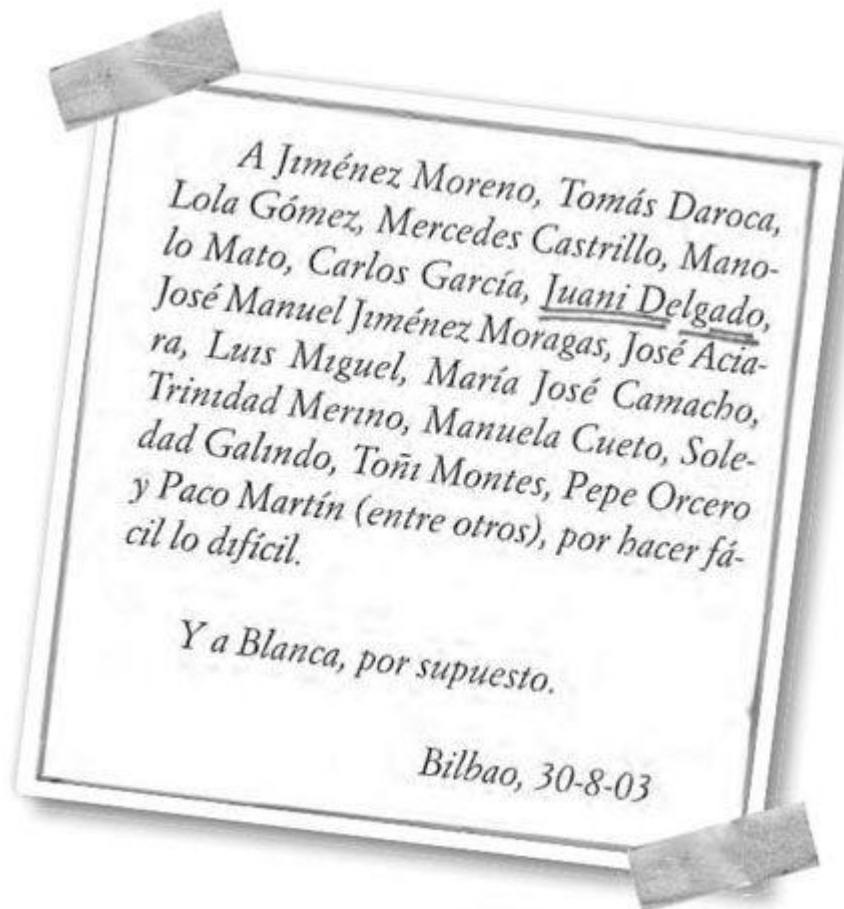 A Jiménez Moreno, Tomás Daroca,
Lola Gómez, Mercedes Castrillo, Mano-
lo Mato, Carlos García, Juani Delgado,
José Manuel Jiménez Moragas, José Acia-
ra, Luis Miguel, María José Camacho,
Trinidad Merino, Manuela Cueto, Sole-
dad Galindo, Toñi Montes, Pepe Orcero
y Paco Martín (entre otros), por hacer fá-
cil lo difícil.
Y a Blanca, por supuesto.
Bilbao, 30-8-03